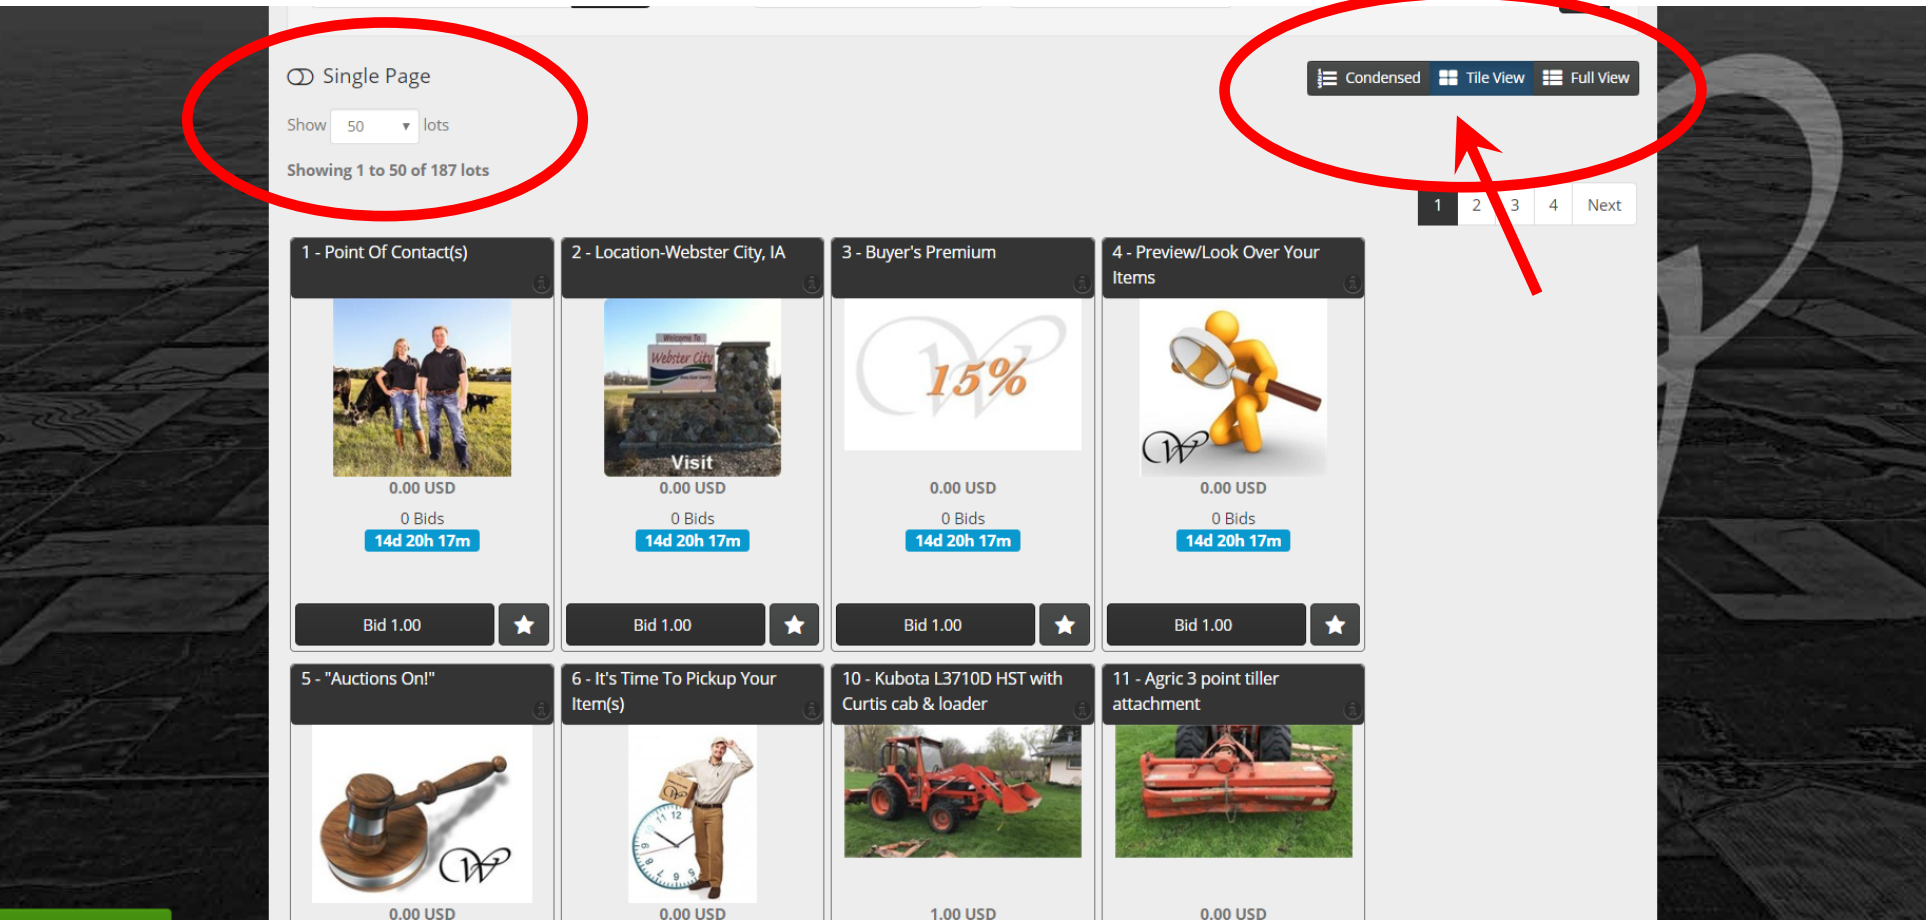 Single Page
Condensed Tile View Full View
Show 50 lots
Showing 1 to 50 of 187 lots
1 2 3 4 Next
1 - Point Of Contact(s)
2 - Location-Webster City, IA
3 - Buyer's Premium
4 - Preview/Look Over Your
Items
Welcome To
Webster City
Visit
W
15%
W
0.00 USD
0.00 USD
0.00 USD
0.00 USD
0 Bids
0 Bids
0 Bids
0 Bids
14d 20h 17m
14d 20h 17m
14d 20h 17m
14d 20h 17m
Bid 1.00
Bid 1.00
Bid 1.00
Bid 1.00
5 - "Auctions On!"
6 - It's Time To Pickup Your
Item(s)
10 - Kubota L3710D HST with
Curtis cab & loader
11 - Agric 3 point tiller
attachment
W
0.00 USD
0.00 USD
1.00 USD
0.00 USD